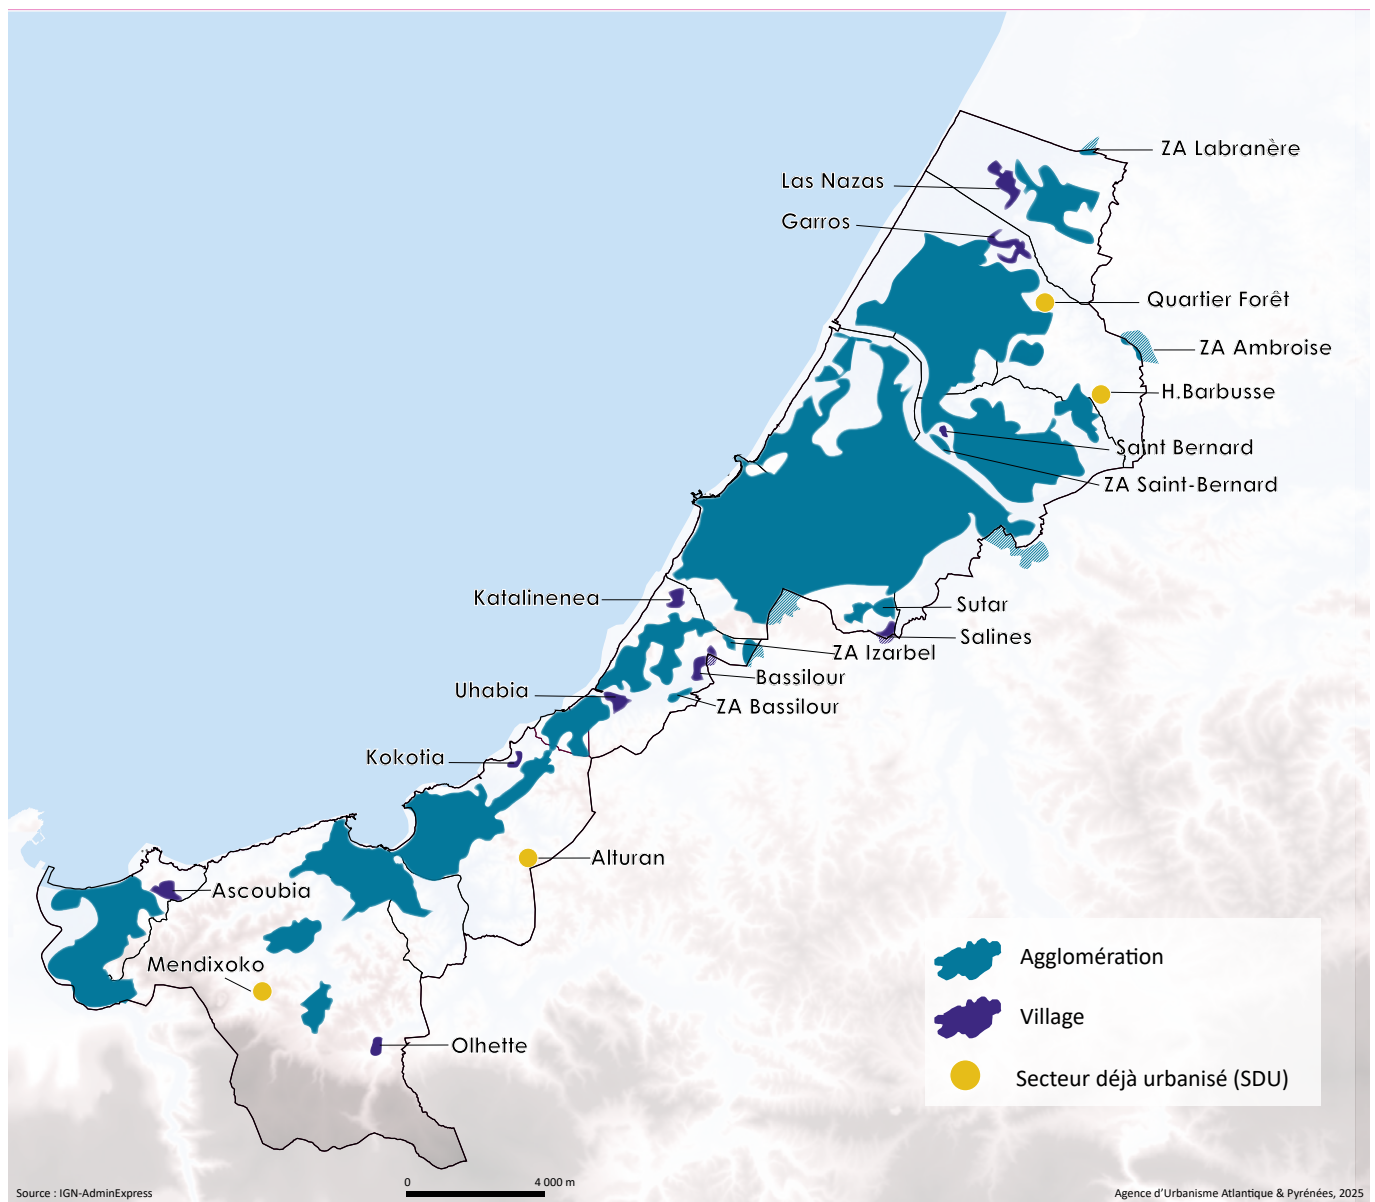 ZA Labranère
Las Nazas
Garros
Quartier Forêt
ZA Ambroise
H.Barbusse
Saint Bernard
ZA Saint-Bernard
Katalinenea
Sutar
Salines
ZA Izarbel
Bassilour
Uhabia
ZA Bassilour
Kokotia
Alturan
Ascoubia
Mendixoko
Olhette
Agglomération
Village
Secteur déjà urbanisé (SDU)
0
4 000 m
Source : IGN-AdminExpress
Agence d'Urbanisme Atlantique & Pyrénées, 2025